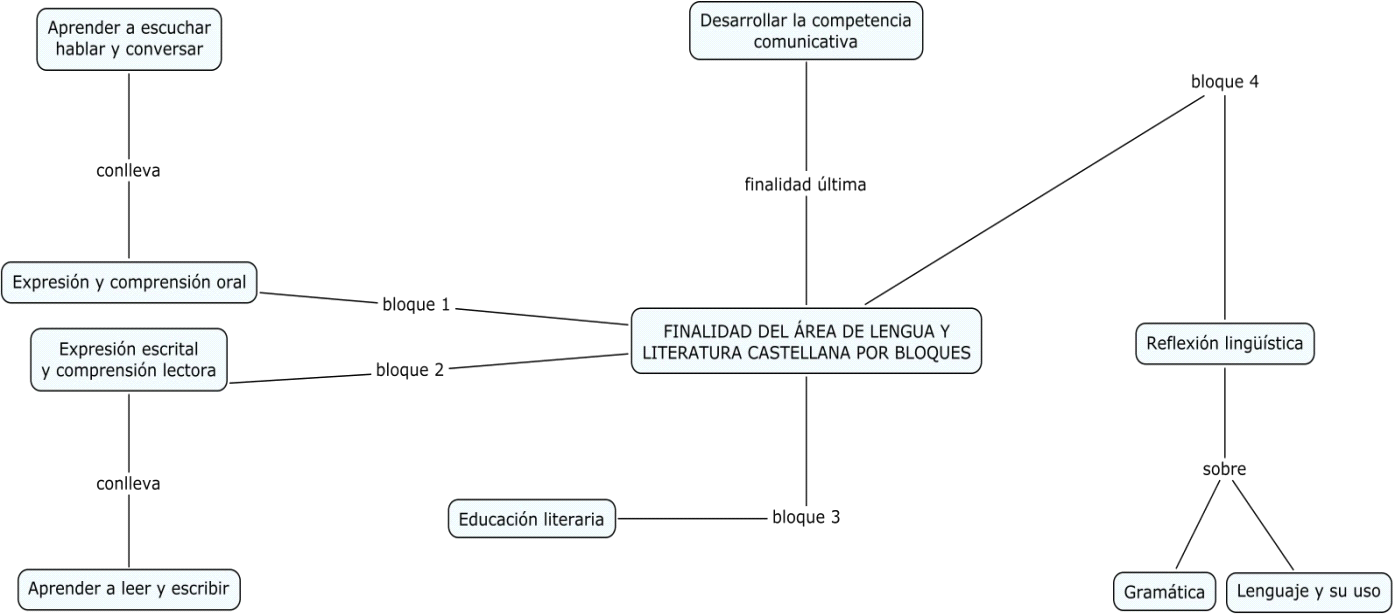 Aprender a escuchar
hablar y conversar
Desarrollar la competencia
comunicativa
bloque 4
conlleva
finalidad última
Expresión y comprensión oral
bloque 1
FINALIDAD DEL ÁREA DE LENGUA Y
LITERATURA CASTELLANA POR BLOQUES
Reflexión lingüística
Expresión escrital
y comprensión lectora
bloque 2
sobre
conlleva
Educación literaria
bloque 3
Aprender a leer y escribir
Gramática
Lenguaje y su uso